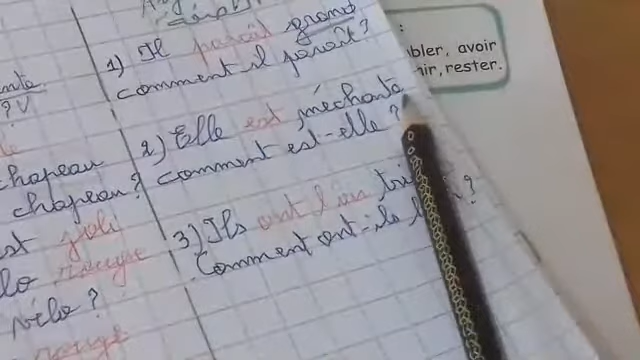 1) Il paraît grand
comment il paraît?
2) Elle est méchante
comment est-elle?
3) Ils ont l'air
Comment ont-ils
chapeau
chapeau?
est joli
rouge
vélo?
rouge
:
bler, avoir
nir, rester.